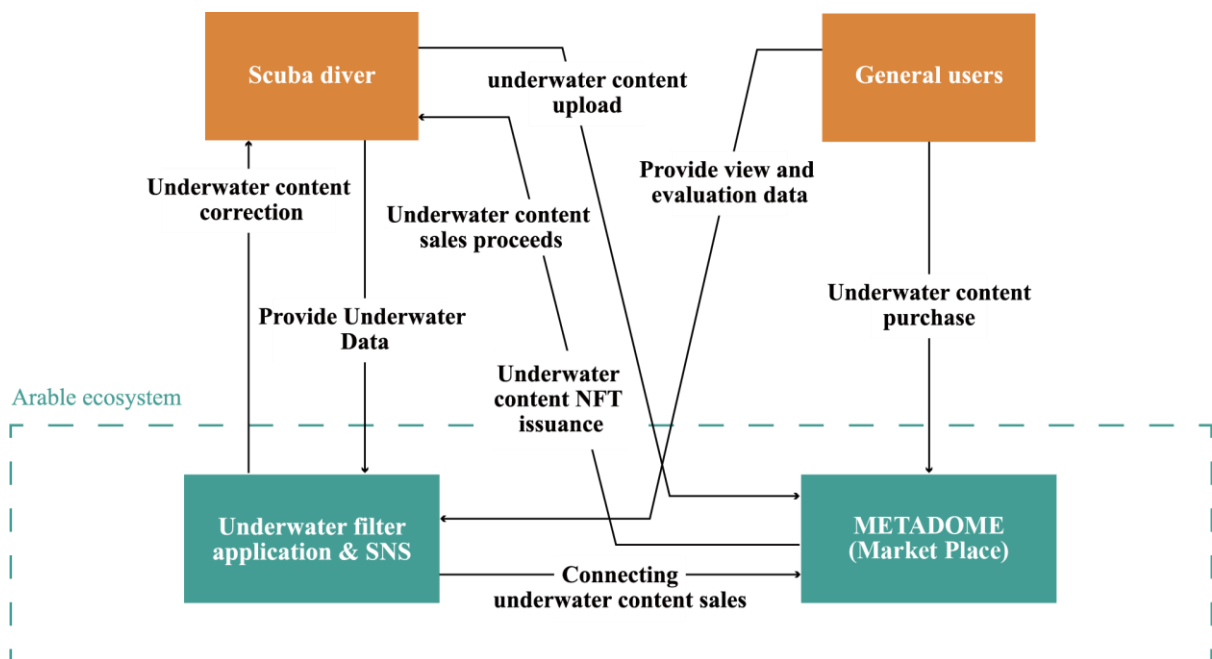 Scuba diver
General users
underwater content
upload
Provide view and
evaluation data
Underwater content
correction
Underwater content
sales proceeds
Provide Underwater
Data
Underwater content
purchase
Underwater
content NFT
issuance
Arable ecosystem
Underwater filter
application & SNS
METADOME
(Market Place)
Connecting
underwater content sales